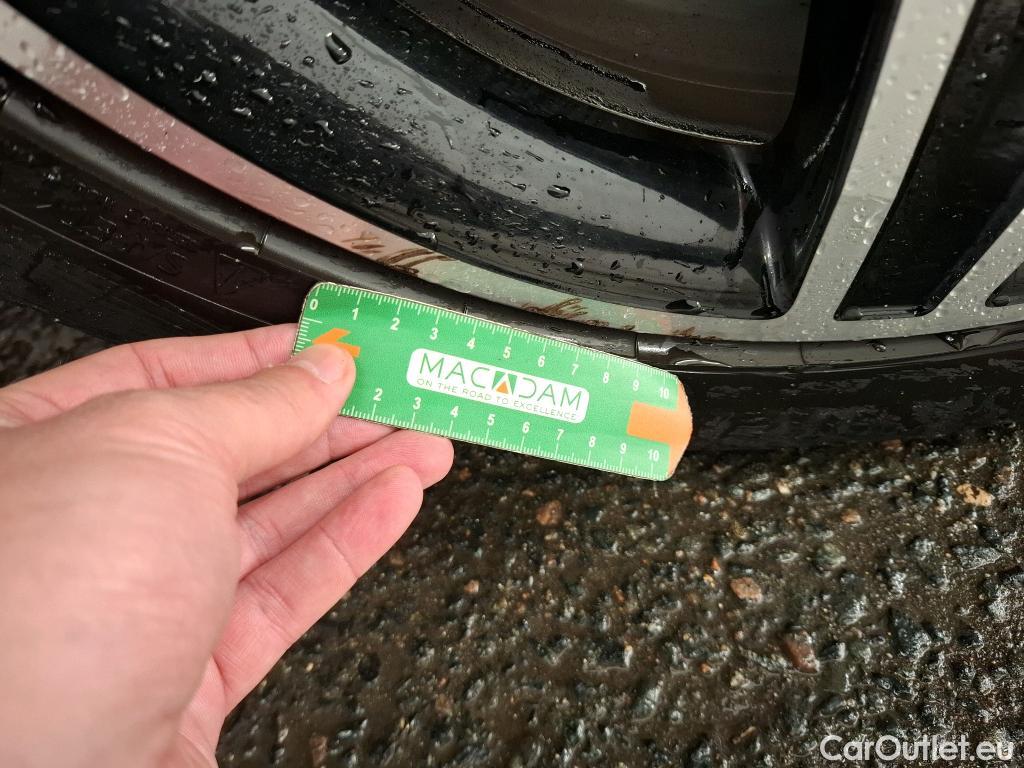 0 1 2 3 4 5 6 7 8 9 10
MACADAM
ON THE ROAD TO EXCELLENCE
2 3 4 5 6 7 8 9 10
CarOutlet.eu